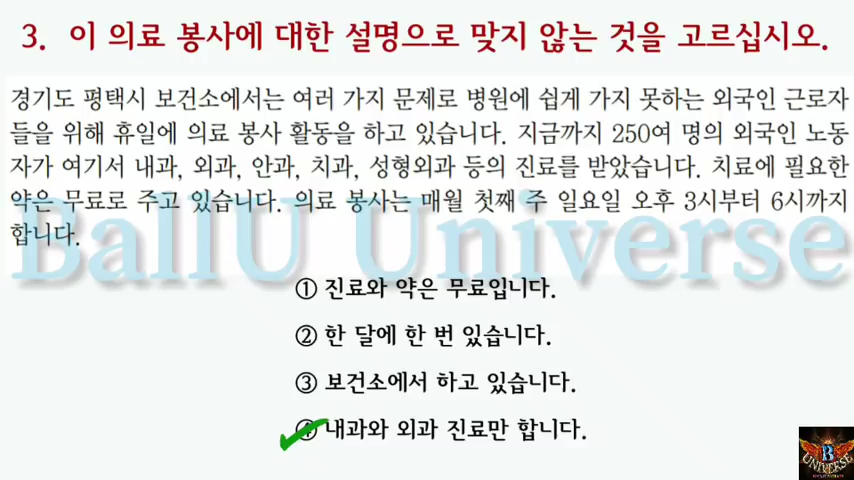 3. 이 의료 봉사에 대한 설명으로 맞지 않는 것을 고르십시오.
경기도 평택시 보건소에서는 여러 가지 문제로 병원에 쉽게 가지 못하는 외국인 근로자
들을 위해 휴일에 의료 봉사 활동을 하고 있습니다. 지금까지 250여 명의 외국인 노동
자가 여기서 내과, 외과, 안과, 치과, 성형외과 등의 진료를 받았습니다. 치료에 필요한
약은 무료로 주고 있습니다. 의료 봉사는 매월 첫째 주 일요일 오후 3시부터 6시까지
합니다.
BallU Universe
① 진료와 약은 무료입니다.
② 한 달에 한 번 있습니다.
③ 보건소에서 하고 있습니다.
④ 내과와 외과 진료만 합니다.
B
UNIVERSE